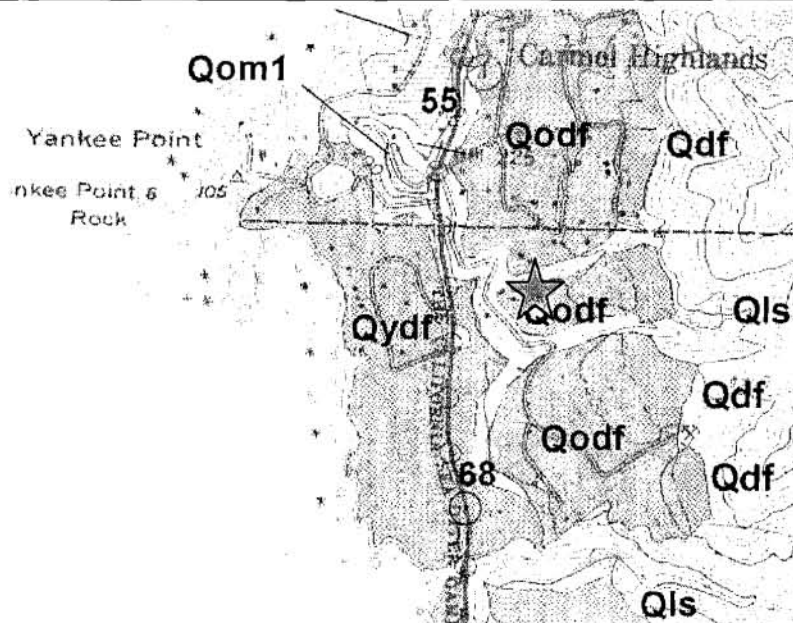 Carmel Highlands
Qom1
55
Yankee Point
Qodf
Qdf
225
nkee Point & 105
Rock
Qodf
Qls
Qydf
Qdf
Qodf
68
Qdf
Qls